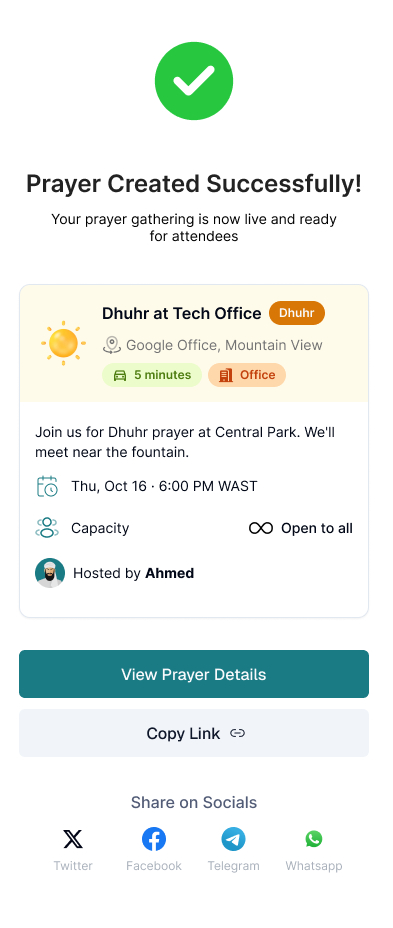 Prayer Created Successfully!
Your prayer gathering is now live and ready
for attendees
Dhuhr at Tech Office Dhuhr
Google Office, Mountain View
5 minutes Office
Join us for Dhuhr prayer at Central Park. We'll
meet near the fountain.
Thu, Oct 16 · 6:00 PM WAST
Capacity Open to all
Hosted by Ahmed
View Prayer Details
Copy Link
Share on Socials
Twitter Facebook Telegram Whatsapp